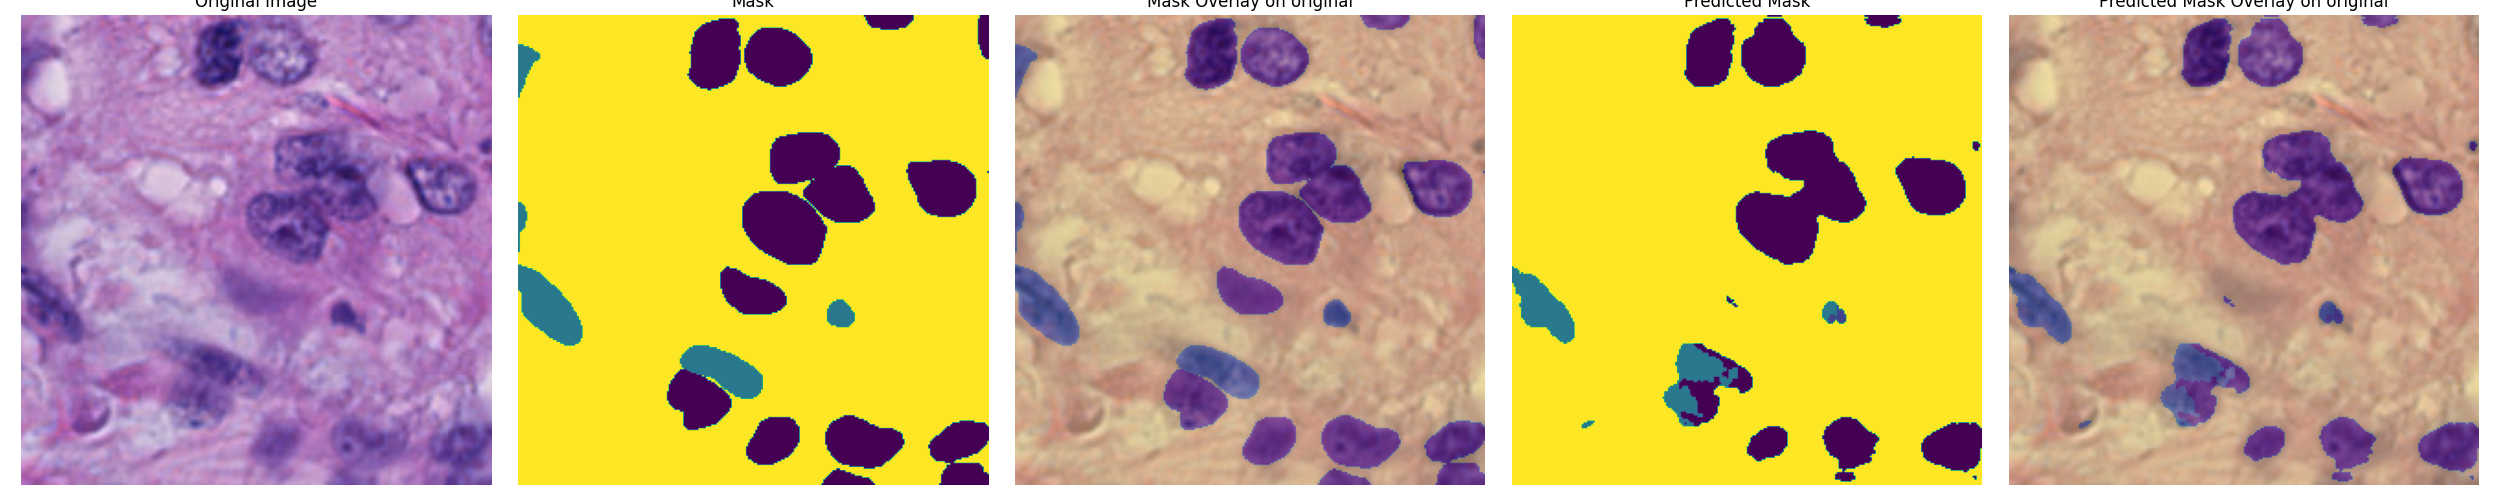 Original Image
Mask
Mask Overlay on original
Predicted Mask
Predicted Mask Overlay on original